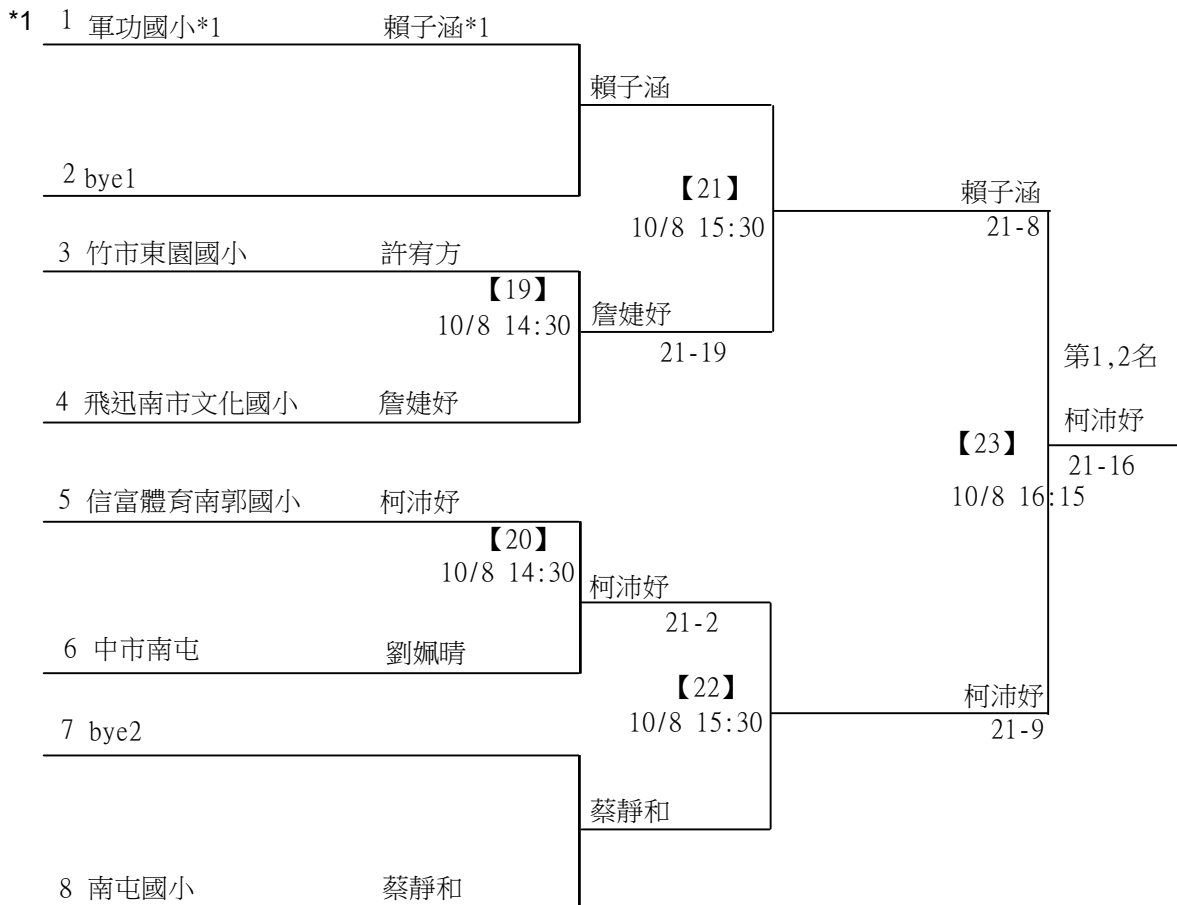 *1 1 軍功國小*1 賴子涵*1
賴子涵
2 bye1
【21】
賴子涵
10/8 15:30
21-8
3 竹市東園國小 許宥方
【19】
10/8 14:30
詹婕妤
21-19
第1,2名
4 飛迅南市文化國小 詹婕妤
柯沛妤
【23】
21-16
10/8 16:15
5 信富體育南郭國小 柯沛妤
【20】
10/8 14:30
柯沛妤
21-2
6 中市南屯 劉姵晴
【22】
柯沛妤
10/8 15:30
21-9
7 bye2
蔡靜和
8 南屯國小 蔡靜和